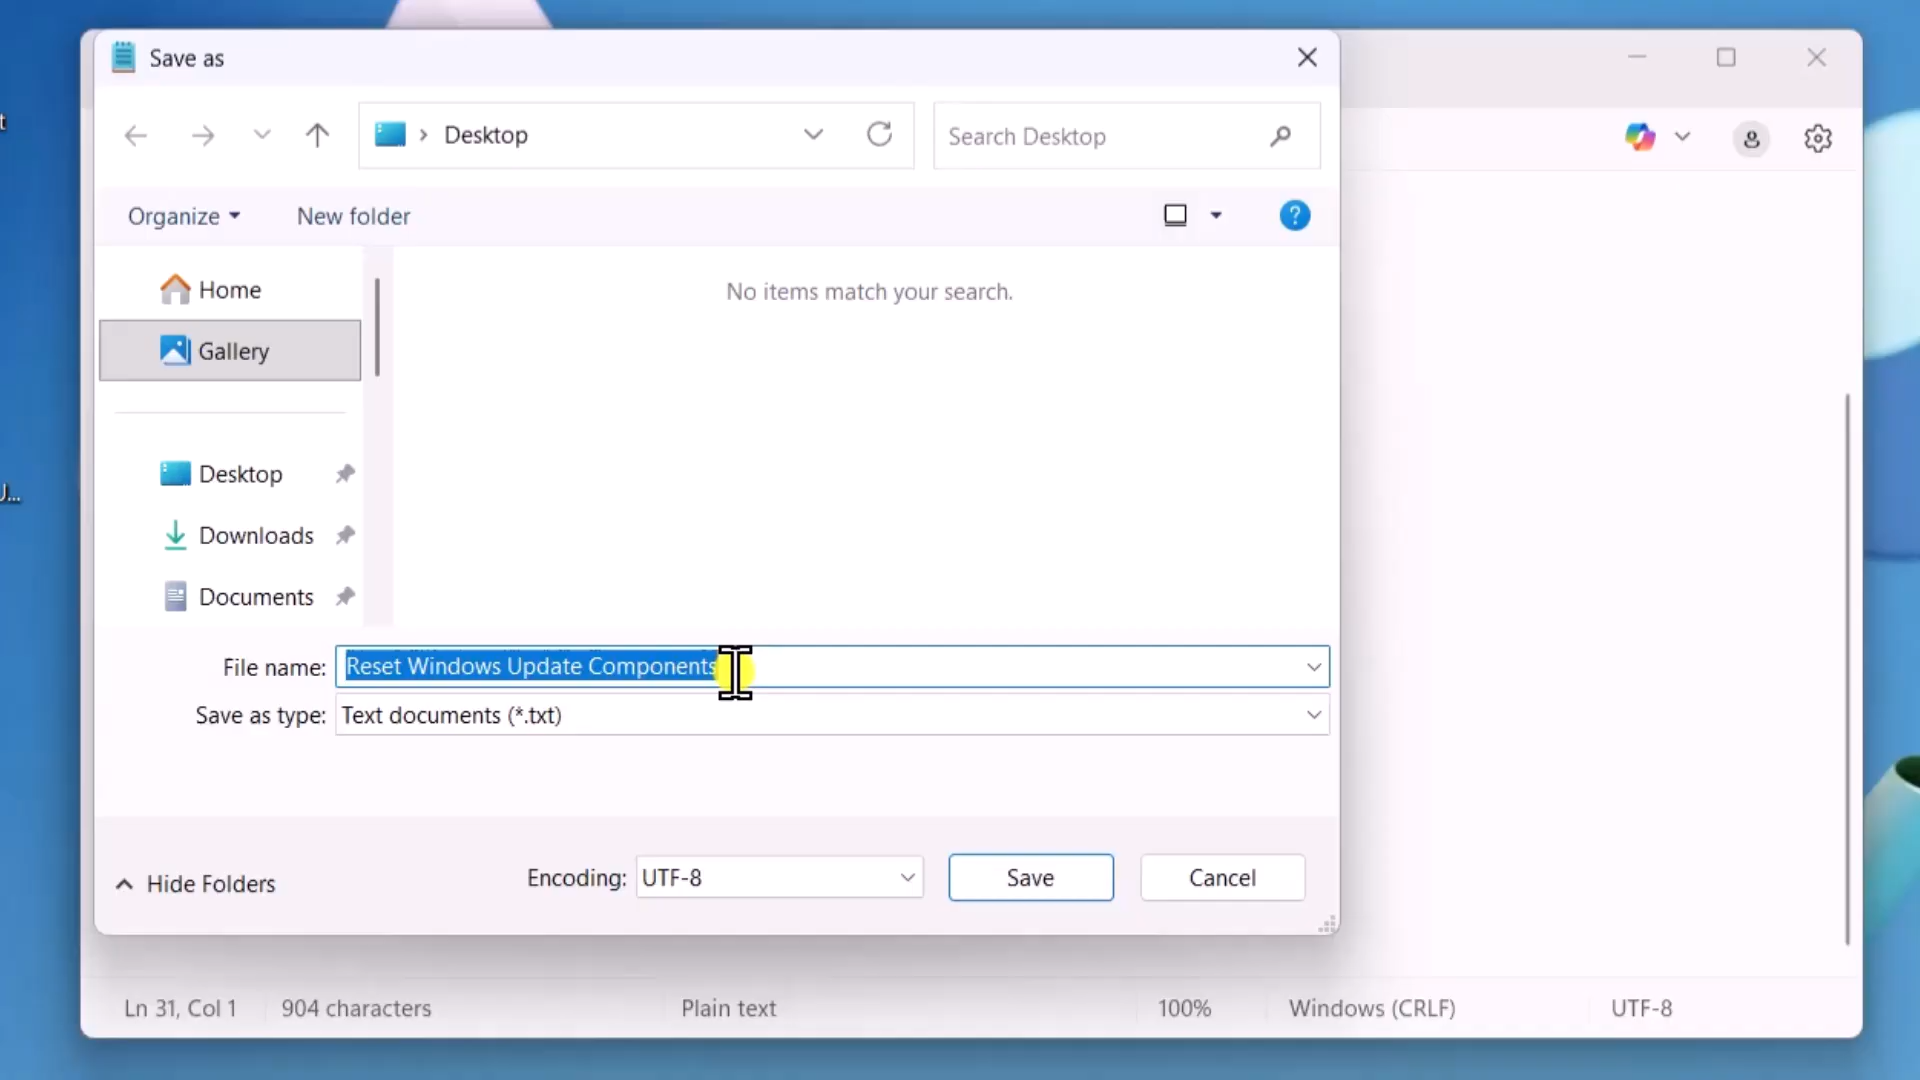 Save as
Desktop
Search Desktop
Organize
New folder
?
Home
No items match your search.
Gallery
Desktop
Downloads
Documents
File name: Reset Windows Update Components
Save as type: Text documents (*.txt)
Hide Folders
Encoding: UTF-8
Save
Cancel
Ln 31, Col 1
904 characters
Plain text
100%
Windows (CRLF)
UTF-8